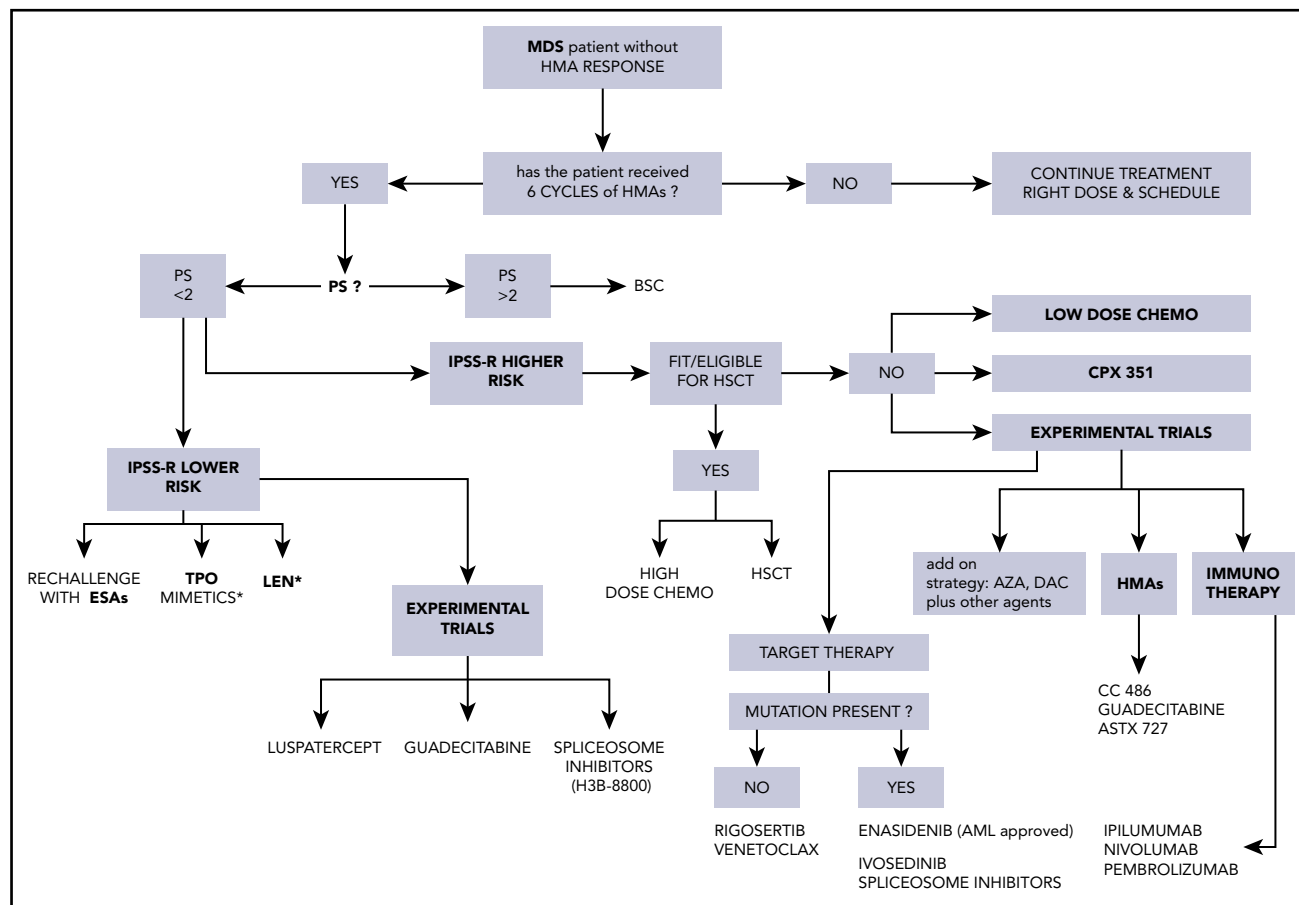 MDS patient without
HMA RESPONSE
YES
has the patient received
6 CYCLES of HMAs ?
NO
CONTINUE TREATMENT
RIGHT DOSE & SCHEDULE
PS
<2
PS ?
PS
>2
BSC
LOW DOSE CHEMO
IPSS-R HIGHER
RISK
FIT/ELIGIBLE
FOR HSCT
NO
CPX 351
EXPERIMENTAL TRIALS
IPSS-R LOWER
RISK
YES
RECHALLENGE
WITH ESAs
TPO
MIMETICS*
LEN*
HIGH
DOSE CHEMO
HSCT
add on
strategy: AZA, DAC
plus other agents
HMAs
IMMUNO
THERAPY
EXPERIMENTAL
TRIALS
TARGET THERAPY
MUTATION PRESENT ?
CC 486
GUADECITABINE
ASTX 727
LUSPATERCEPT
GUADECITABINE
SPLICEOSOME
INHIBITORS
(H3B-8800)
NO
YES
RIGOSERTIB
VENETOCLAX
ENASIDENIB (AML approved)
IVOSEDINIB
SPLICEOSOME INHIBITORS
IPILUMUMAB
NIVOLUMAB
PEMBROLIZUMAB